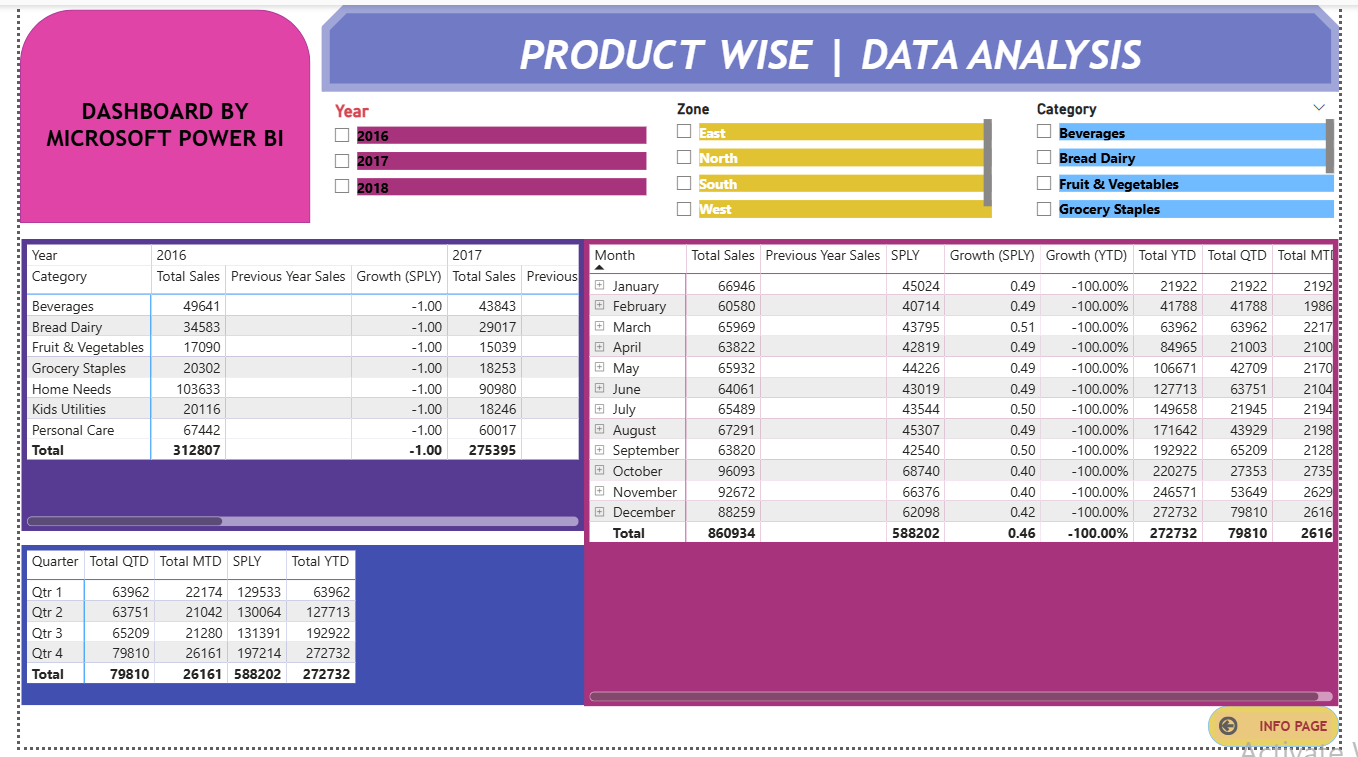 DASHBOARD BY
MICROSOFT POWER BI
PRODUCT WISE | DATA ANALYSIS
Year
2016
2017
2018
Zone
East
North
South
West
Category
Beverages
Bread Dairy
Fruit & Vegetables
Grocery Staples
Year 2016 2017
Category Total Sales Previous Year Sales Growth (SPLY) Total Sales Previous
Beverages 49641 -1.00 43843
Bread Dairy 34583 -1.00 29017
Fruit & Vegetables 17090 -1.00 15039
Grocery Staples 20302 -1.00 18253
Home Needs 103633 -1.00 90980
Kids Utilities 20116 -1.00 18246
Personal Care 67442 -1.00 60017
Total 312807 -1.00 275395
Month Total Sales Previous Year Sales SPLY Growth (SPLY) Growth (YTD) Total YTD Total QTD Total MTD
January 66946 45024 0.49 -100.00% 21922 21922 2192
February 60580 40714 0.49 -100.00% 41788 41788 1986
March 65969 43795 0.51 -100.00% 63962 63962 2217
April 63822 42819 0.49 -100.00% 84965 21003 2100
May 65932 44226 0.49 -100.00% 106671 42709 2170
June 64061 43019 0.49 -100.00% 127713 63751 2104
July 65489 43544 0.50 -100.00% 149658 21945 2194
August 67291 45307 0.49 -100.00% 171642 43929 2198
September 63820 42540 0.50 -100.00% 192922 65209 2128
October 96093 68740 0.40 -100.00% 220275 27353 2735
November 92672 66376 0.40 -100.00% 246571 53649 2629
December 88259 62098 0.42 -100.00% 272732 79810 2616
Total 860934 588202 0.46 -100.00% 272732 79810 2616
Quarter Total QTD Total MTD SPLY Total YTD
Qtr 1 63962 22174 129533 63962
Qtr 2 63751 21042 130064 127713
Qtr 3 65209 21280 131391 192922
Qtr 4 79810 26161 197214 272732
Total 79810 26161 588202 272732
INFO PAGE
Activate W